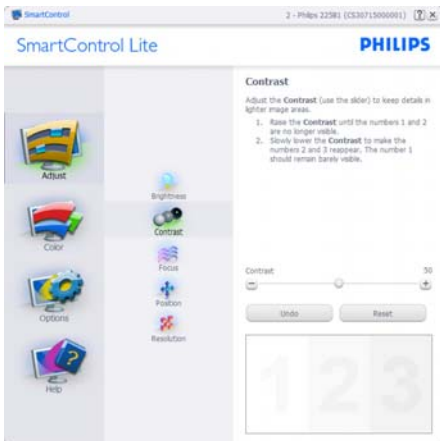 SmartControl
2 - Philips 225B1 (CS30715000001)
SmartControl Lite
PHILIPS
Adjust
Color
Options
Help
Brightness
Contrast
Focus
Position
Resolution
Contrast
Adjust the Contrast (use the slider) to keep details in
lighter image areas.
1. Raise the Contrast until the numbers 1 and 2
are no longer visible.
2. Slowly lower the Contrast to make the
numbers 2 and 3 reappear. The number 1
should remain barely visible.
Contrast 50
Undo Reset
1 2 3